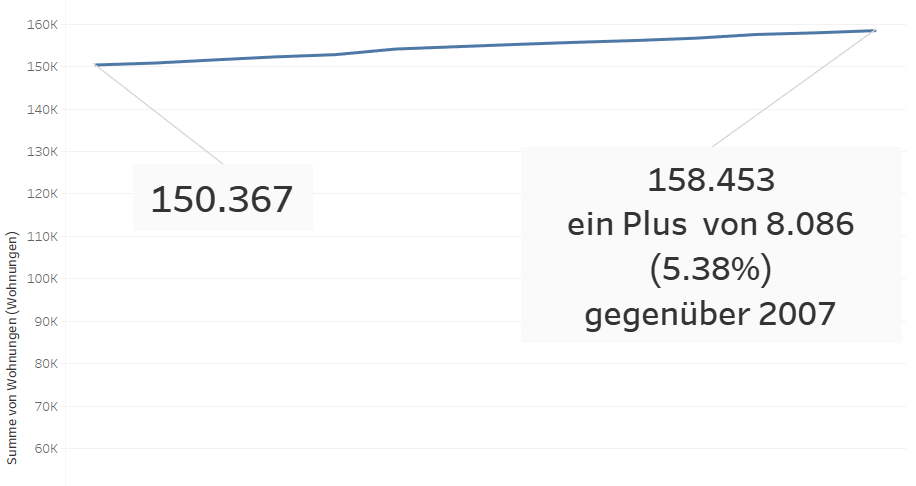 160K
150K
140K
130K
120K
110K
100K
90K
80K
70K
60K
Summe von Wohnungen (Wohnungen)
150.367
158.453
ein Plus  von 8.086
(5.38%)
gegenüber 2007